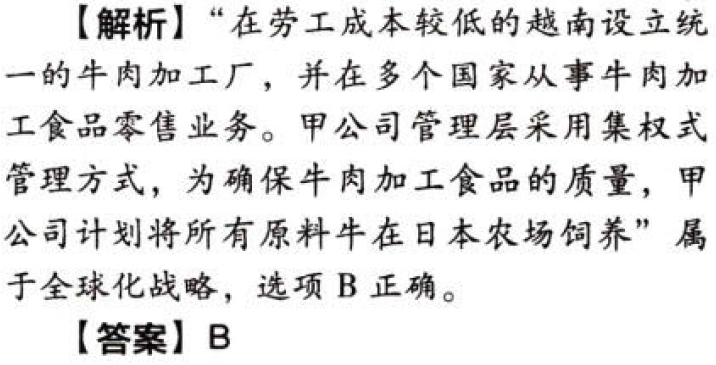 【解析】“在劳工成本较低的越南设立统
一的牛肉加工厂，并在多个国家从事牛肉加
工食品零售业务。甲公司管理层采用集权式
管理方式，为确保牛肉加工食品的质量，甲
公司计划将所有原料牛在日本农场饲养”属
于全球化战略，选项 B 正确。
【答案】B